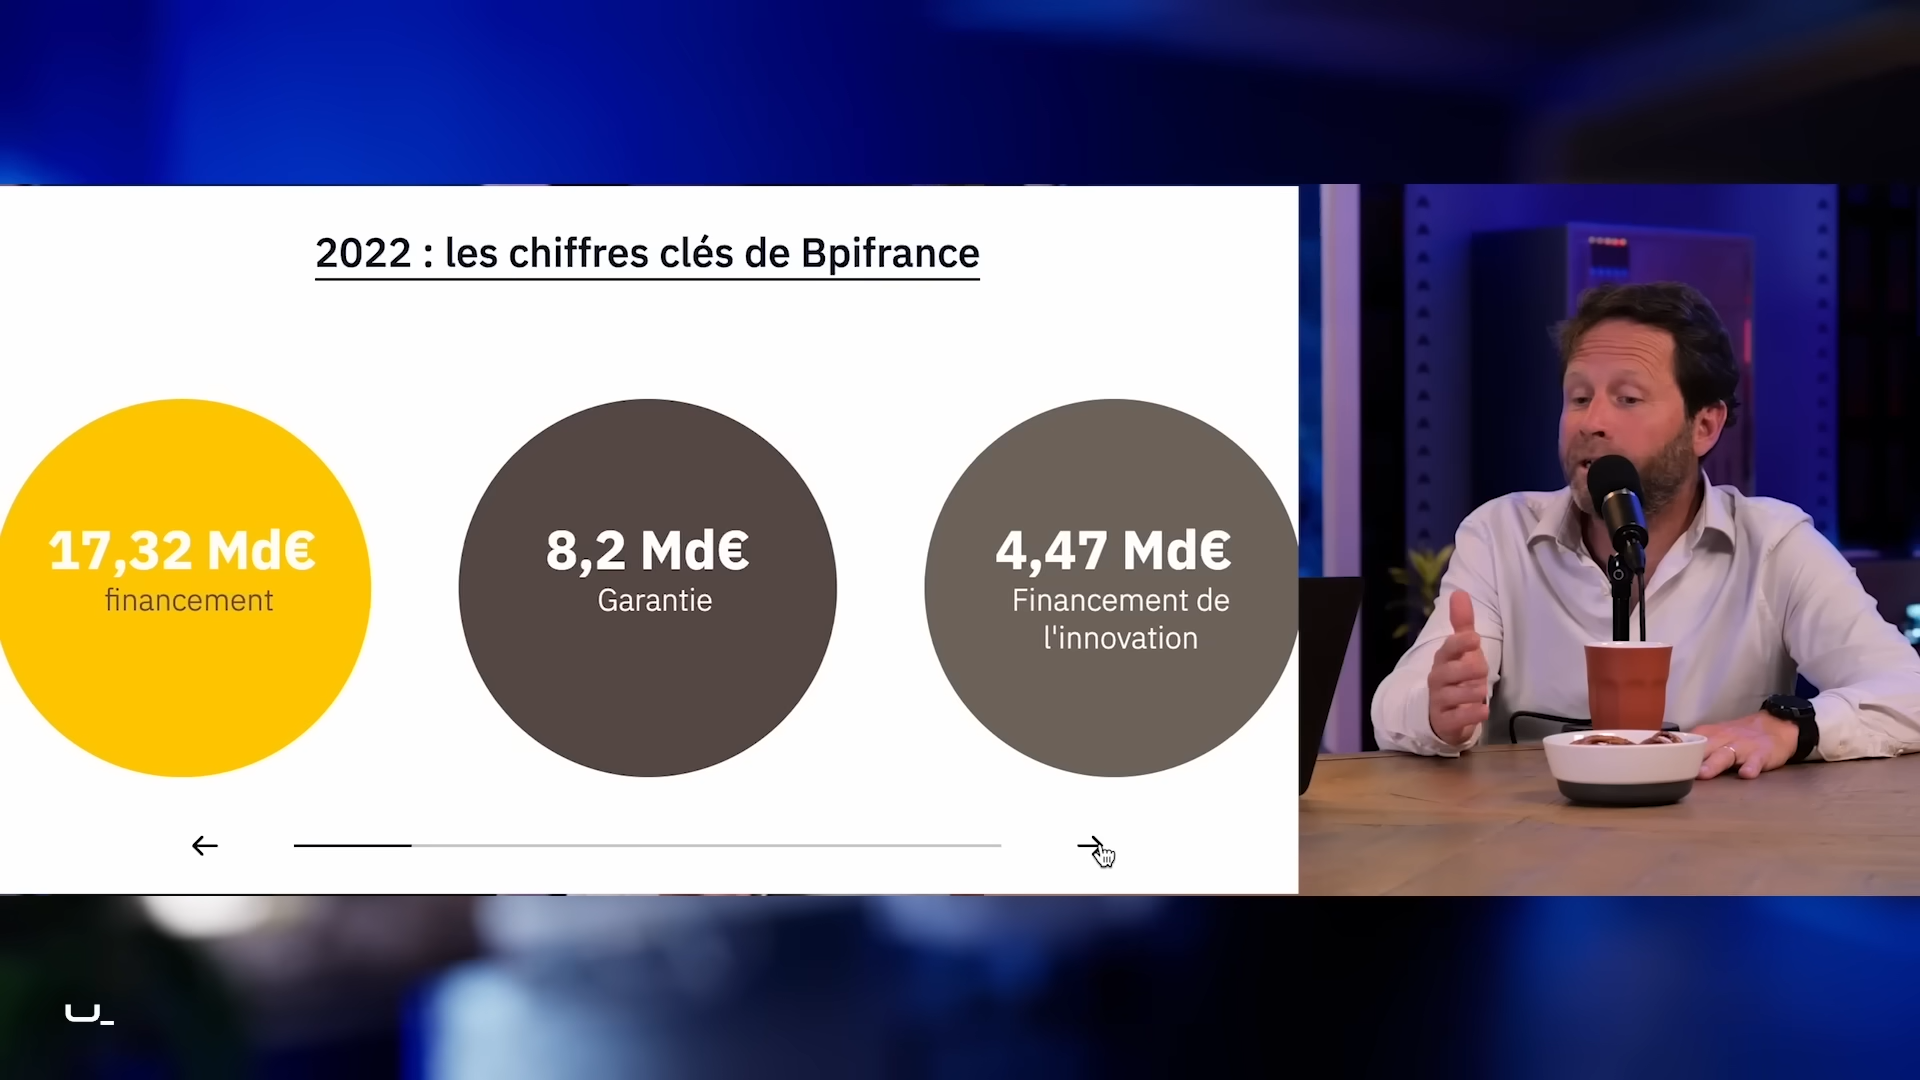 2022 : les chiffres clés de Bpifrance
17,32 Md€
financement
8,2 Md€
Garantie
4,47 Md€
Financement de
l'innovation